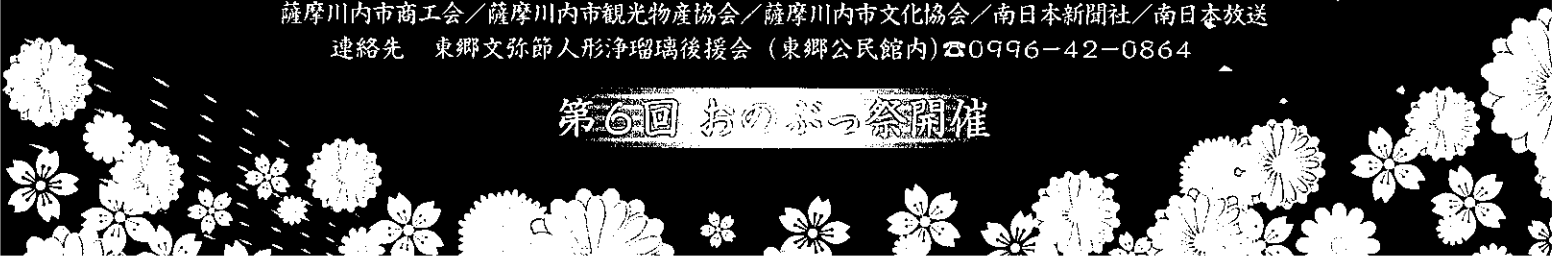 薩摩川内市商工会／薩摩川内市観光物産協会／薩摩川内市文化協会／南日本新聞社／南日本放送
連絡先　東郷文弥節人形浄瑠璃後援会（東郷公民館内）☎0996－42－0864
第6回 おのぶっ祭開催